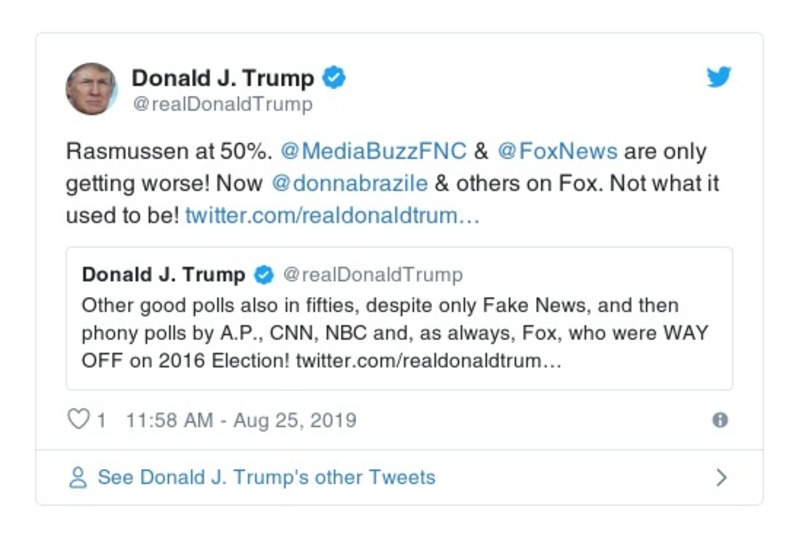 Donald J. Trump
@realDonaldTrump
Rasmussen at 50%. @MediaBuzzFNC & @FoxNews are only
getting worse! Now @donnabrazile & others on Fox. Not what it
used to be! twitter.com/realdonaldtrum…
Donald J. Trump @realDonaldTrump
Other good polls also in fifties, despite only Fake News, and then
phony polls by A.P., CNN, NBC and, as always, Fox, who were WAY
OFF on 2016 Election! twitter.com/realdonaldtrum…
1 11:58 AM - Aug 25, 2019
See Donald J. Trump's other Tweets